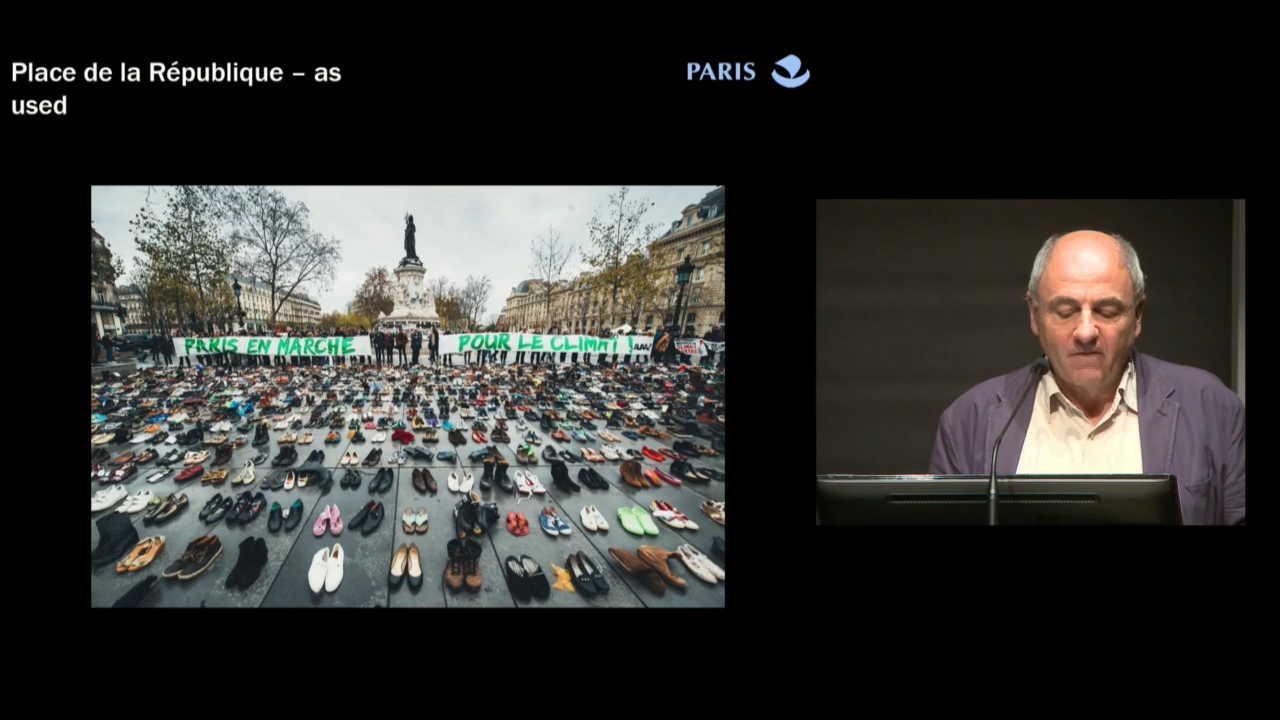 Place de la République – as
used
PARIS
PARIS EN MARCHE
POUR LE CLIMAT !